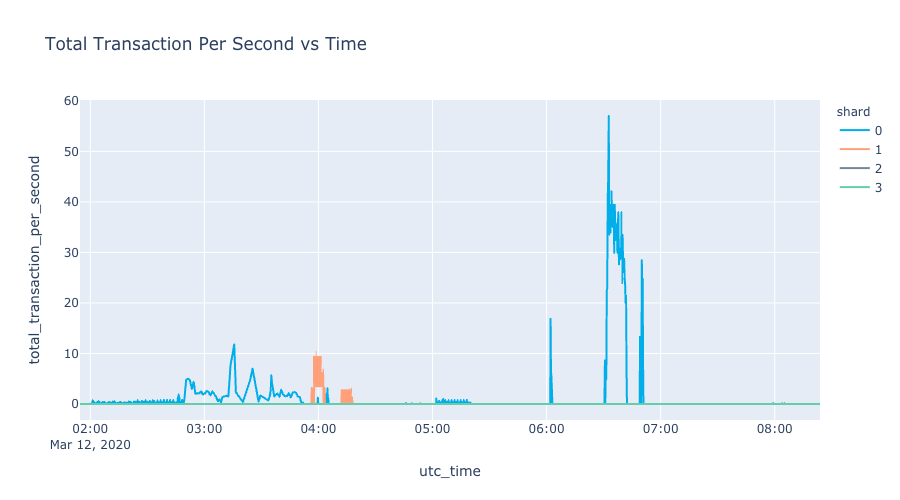 Total Transaction Per Second vs Time
total_transaction_per_second
60
50
40
30
20
10
0
02:00 03:00 04:00 05:00 06:00 07:00 08:00
Mar 12, 2020
utc_time
shard
0
1
2
3